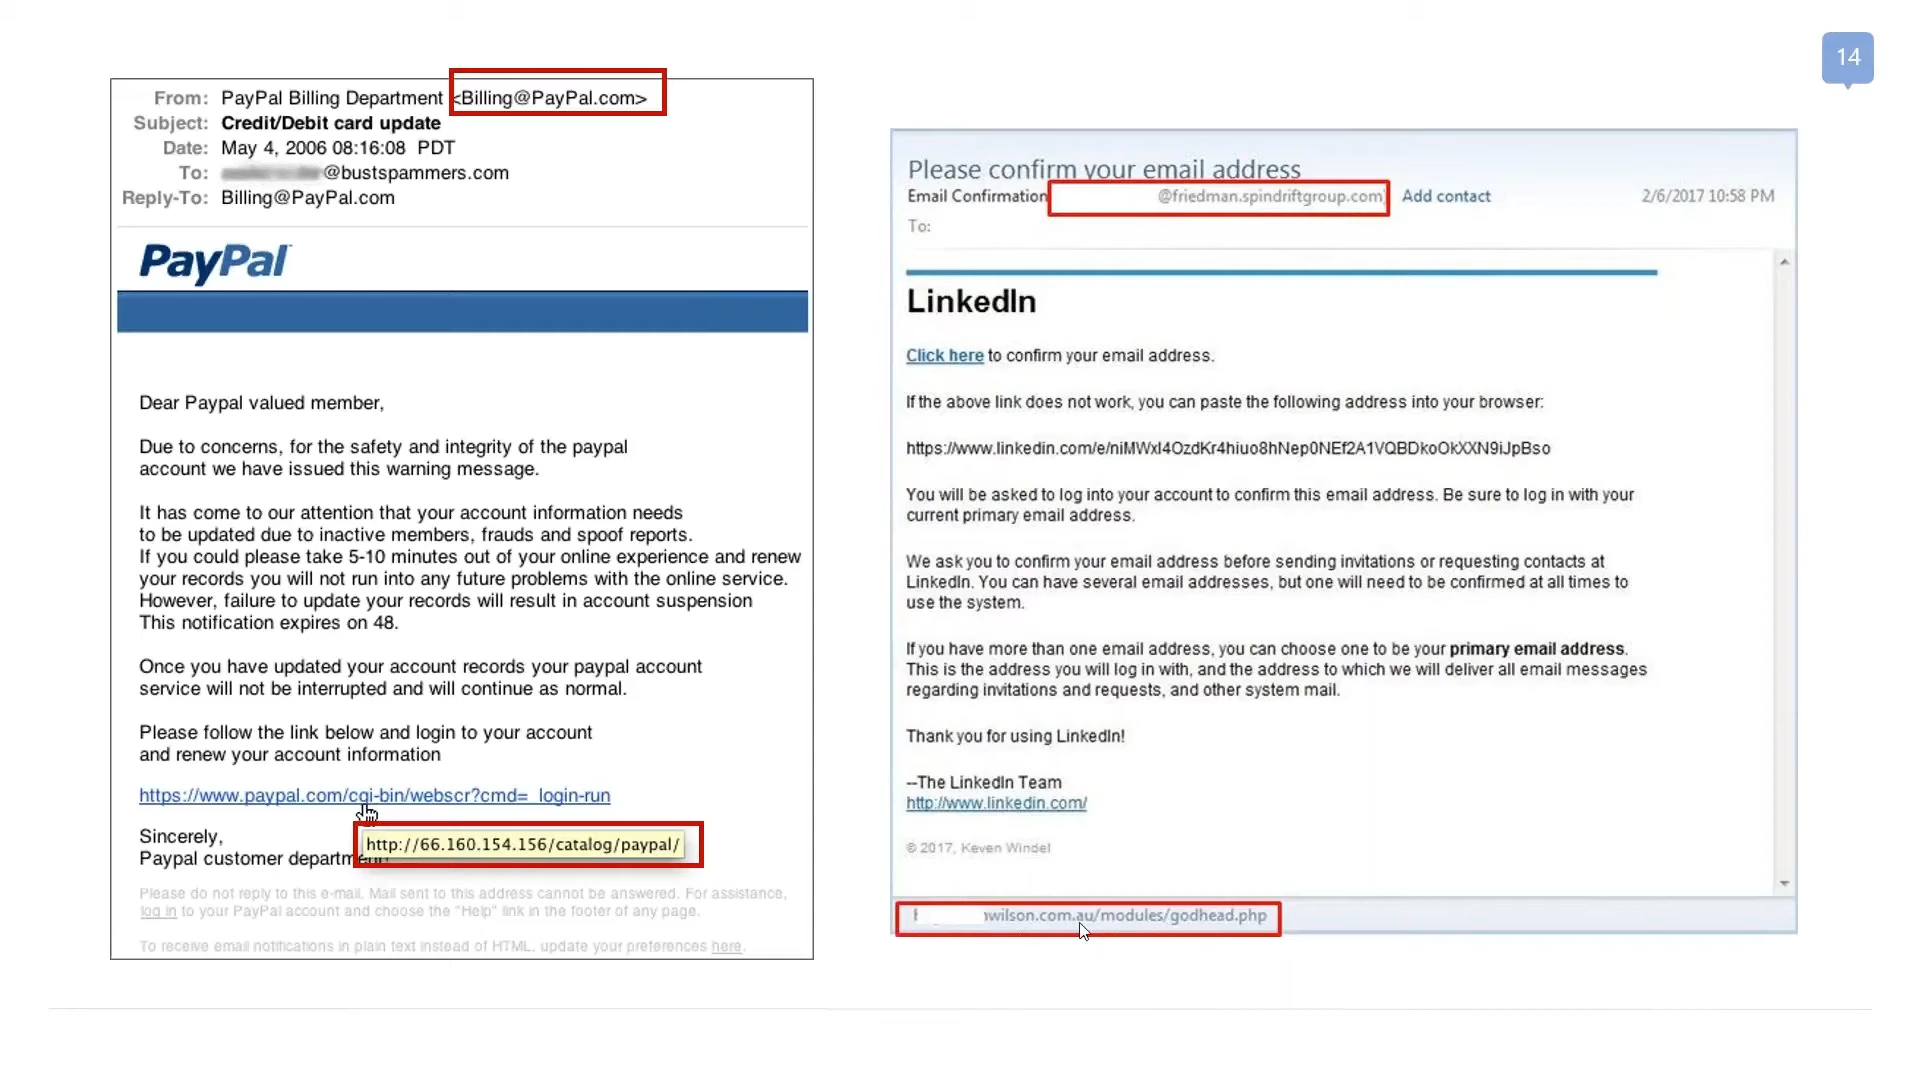 14
From: PayPal Billing Department <Billing@PayPal.com>
Subject: Credit/Debit card update
Date: May 4, 2006 08:16:08 PDT
To: @bustspammers.com
Reply-To: Billing@PayPal.com
PayPal
Dear Paypal valued member,
Due to concerns, for the safety and integrity of the paypal
account we have issued this warning message.
It has come to our attention that your account information needs
to be updated due to inactive members, frauds and spoof reports.
If you could please take 5-10 minutes out of your online experience and renew
your records you will not run into any future problems with the online service.
However, failure to update your records will result in account suspension
This notification expires on 48.
Once you have updated your account records your paypal account
service will not be interrupted and will continue as normal.
Please follow the link below and login to your account
and renew your account information
https://www.paypal.com/cgi-bin/webscr?cmd=_login-run
http://66.160.154.156/catalog/paypal/
Sincerely,
Paypal customer department
Please do not reply to this e-mail. Mail sent to this address cannot be answered. For assistance,
log in to your PayPal account and choose the "Help" link in the footer of any page.
To receive email notifications in plain text instead of HTML, update your preferences here.
Please confirm your email address
Email Confirmation @friedman.spindriftgroup.com) Add contact 2/6/2017 10:58 PM
To:
LinkedIn
Click here to confirm your email address.
If the above link does not work, you can paste the following address into your browser:
https://www.linkedin.com/e/niMWxl4OzdKr4hiuo8hNep0NEf2A1VQBDkoOkXXN9iJpBso
You will be asked to log into your account to confirm this email address. Be sure to log in with your
current primary email address.
We ask you to confirm your email address before sending invitations or requesting contacts at
LinkedIn. You can have several email addresses, but one will need to be confirmed at all times to
use the system.
If you have more than one email address, you can choose one to be your primary email address.
This is the address you will log in with, and the address to which we will deliver all email messages
regarding invitations and requests, and other system mail.
Thank you for using LinkedIn!
--The LinkedIn Team
http://www.linkedin.com/
© 2017, Keven Windel
wilson.com.au/modules/godhead.php